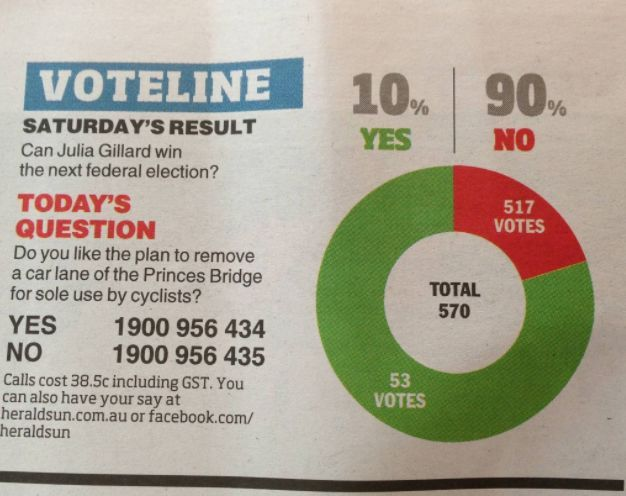 VOTELINE
SATURDAY'S RESULT
Can Julia Gillard win
the next federal election?
TODAY'S
QUESTION
Do you like the plan to remove
a car lane of the Princes Bridge
for sole use by cyclists?
YES 1900 956 434
NO 1900 956 435
Calls cost 38.5c including GST. You
can also have your say at
heraldsun.com.au or facebook.com/
heraldsun
10% 90%
YES NO
517
VOTES
TOTAL
570
53
VOTES